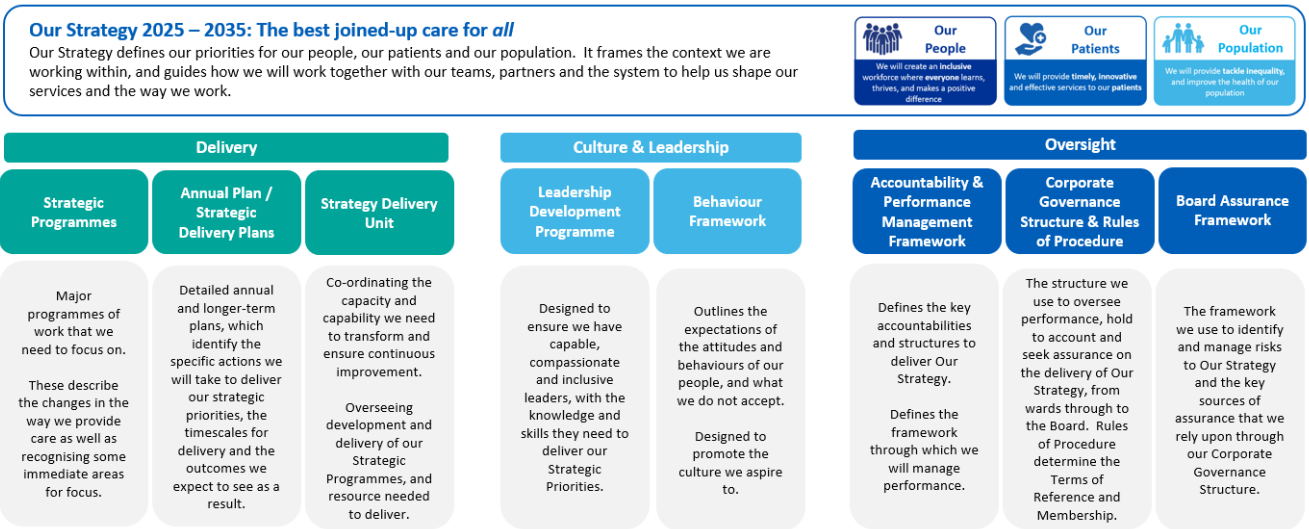 Our Strategy 2025 – 2035: The best joined-up care for all
Our Strategy defines our priorities for our people, our patients and our population. It frames the context we are
working within, and guides how we will work together with our teams, partners and the system to help us shape our
services and the way we work.
Our
People
We will create an inclusive
workforce where everyone learns,
thrives, and makes a positive
difference
Our
Patients
We will provide timely, innovative
and effective services to our patients
Our
Population
We will provide tackle inequality,
and improve the health of our
population
Delivery
Strategic
Programmes
Major
programmes of
work that we
need to focus on.
These describe
the changes in the
way we provide
care as well as
recognising some
immediate areas
for focus.
Annual Plan /
Strategic
Delivery Plans
Detailed annual
and longer-term
plans, which
identify the
specific actions we
will take to deliver
our strategic
priorities, the
timescales for
delivery and the
outcomes we
expect to see as a
result.
Strategy Delivery
Unit
Co-ordinating the
capacity and
capability we need
to transform and
ensure continuous
improvement.
Overseeing
development and
delivery of our
Strategic
Programmes, and
resource needed
to deliver.
Culture & Leadership
Leadership
Development
Programme
Designed to
ensure we have
capable,
compassionate
and inclusive
leaders, with the
knowledge and
skills they need to
deliver our
Strategic
Priorities.
Behaviour
Framework
Outlines the
expectations of
the attitudes and
behaviours of our
people, and what
we do not accept.
Designed to
promote the
culture we aspire
to.
Oversight
Accountability &
Performance
Management
Framework
Defines the key
accountabilities
and structures to
deliver Our
Strategy.
Defines the
framework
through which we
will manage
performance.
Corporate
Governance
Structure & Rules
of Procedure
The structure we
use to oversee
performance, hold
to account and
seek assurance on
the delivery of Our
Strategy, from
wards through to
the Board. Rules
of Procedure
determine the
Terms of
Reference and
Membership.
Board Assurance
Framework
The framework
we use to identify
and manage risks
to Our Strategy
and the key
sources of
assurance that we
rely upon through
our Corporate
Governance
Structure.